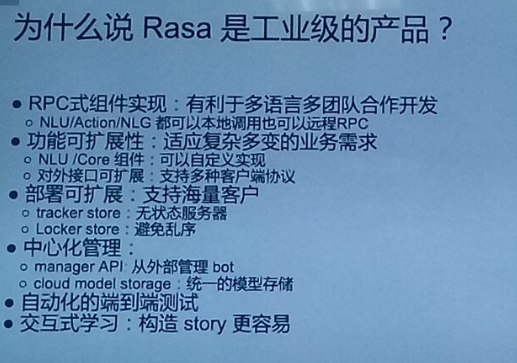 为什么说 Rasa 是工业级的产品？
● RPC式组件实现：有利于多语言多团队合作开发
○ NLU/Action/NLG 都可以本地调用也可以远程RPC
● 功能可扩展性：适应复杂多变的业务需求
○ NLU /Core 组件：可以自定义实现
○ 对外接口可扩展：支持多种客户端协议
● 部署可扩展：支持海量客户
○ tracker store：无状态服务器
○ Locker store：避免乱序
● 中心化管理：
○ manager API: 从外部管理 bot
○ cloud model storage：统一的模型存储
● 自动化的端到端测试
● 交互式学习：构造 story 更容易